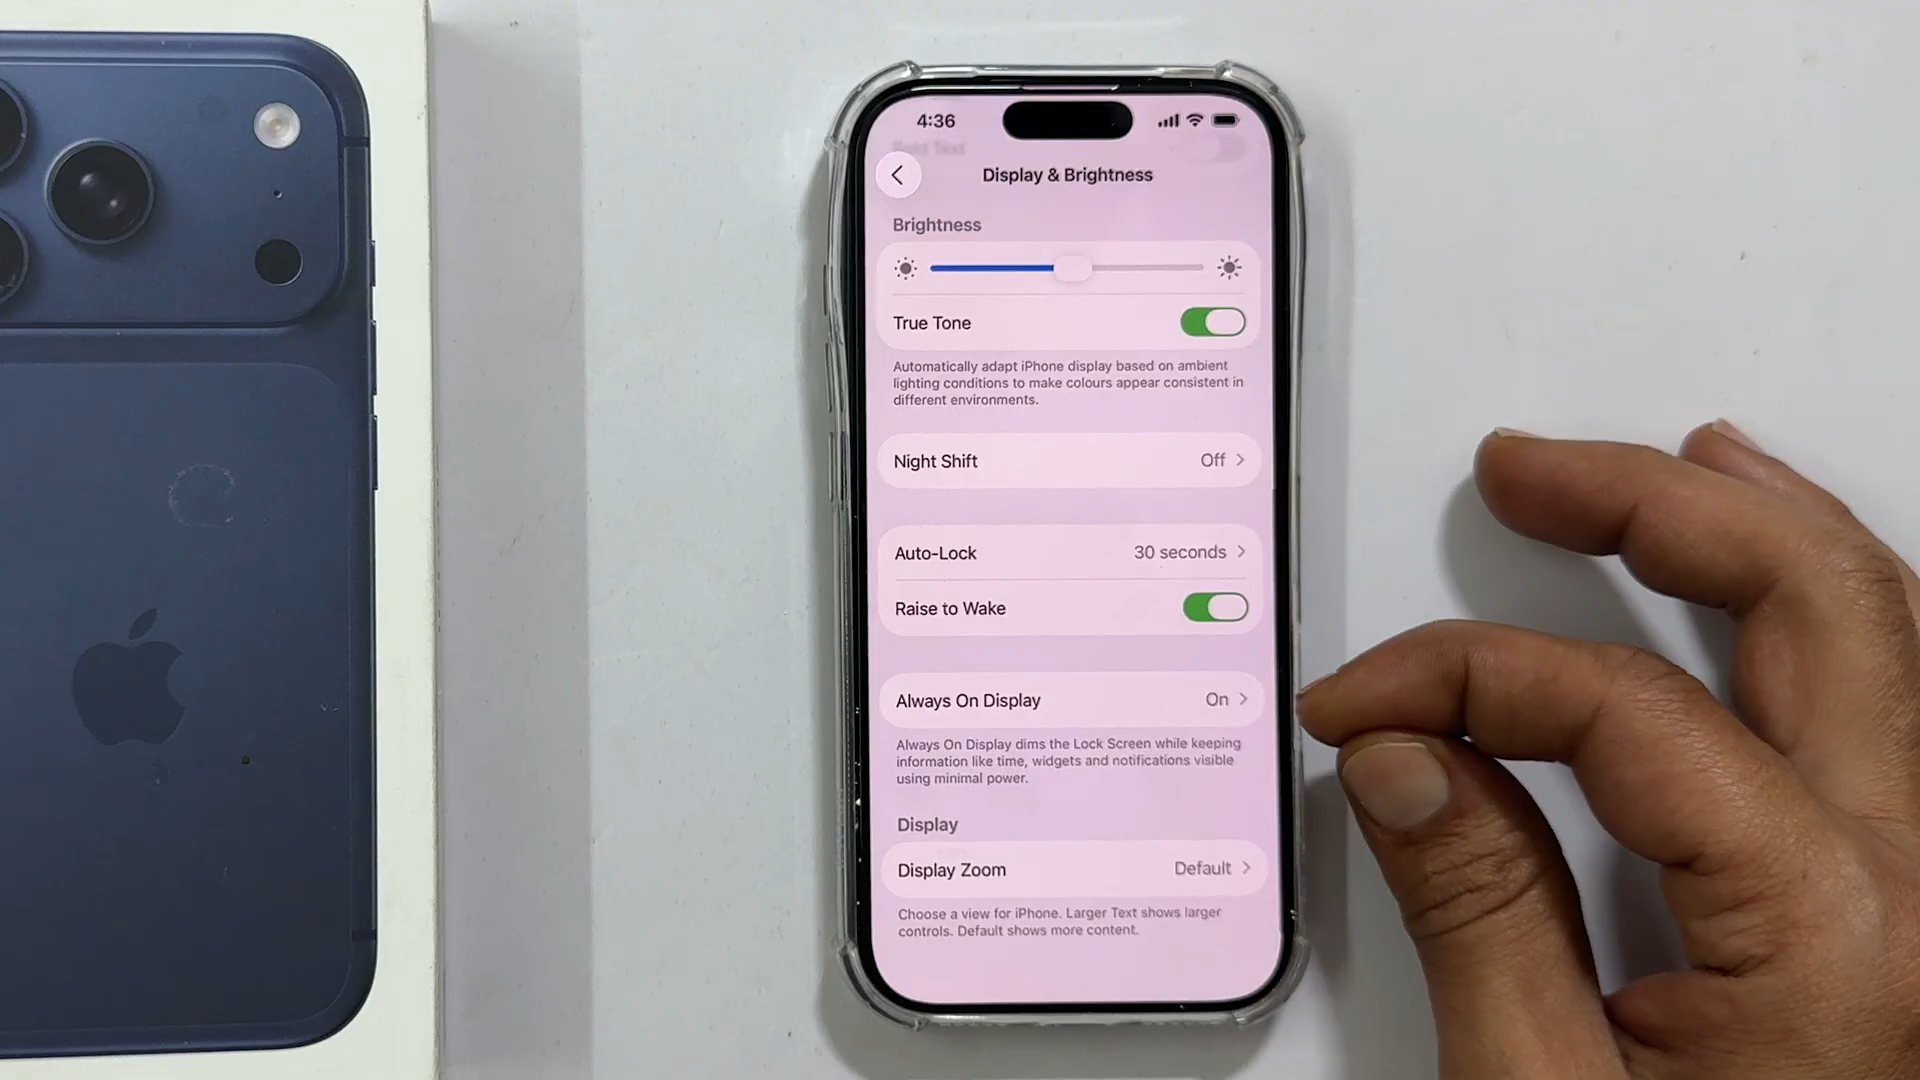 4:36
Bold Text
Display & Brightness
Brightness
True Tone
Automatically adapt iPhone display based on ambient
lighting conditions to make colours appear consistent in
different environments.
Night Shift Off
Auto-Lock 30 seconds
Raise to Wake
Always On Display On
Always On Display dims the Lock Screen while keeping
information like time, widgets and notifications visible
using minimal power.
Display
Display Zoom Default
Choose a view for iPhone. Larger Text shows larger
controls. Default shows more content.